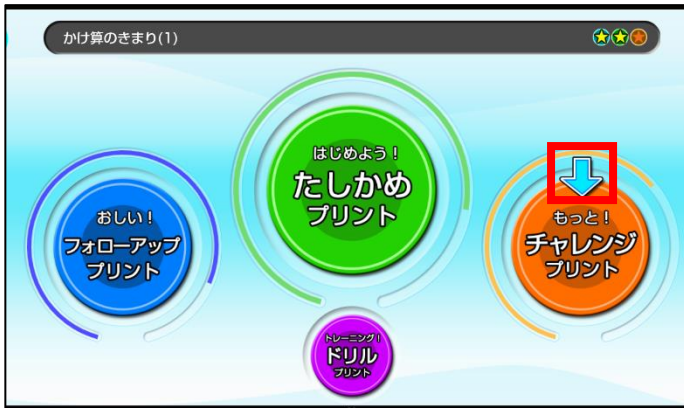 かけ算のきまり(1)
はじめよう!
たしかめ
プリント
おしい!
フォローアップ
プリント
もっと!
チャレンジ
プリント
トレーニング!
ドリル
プリント